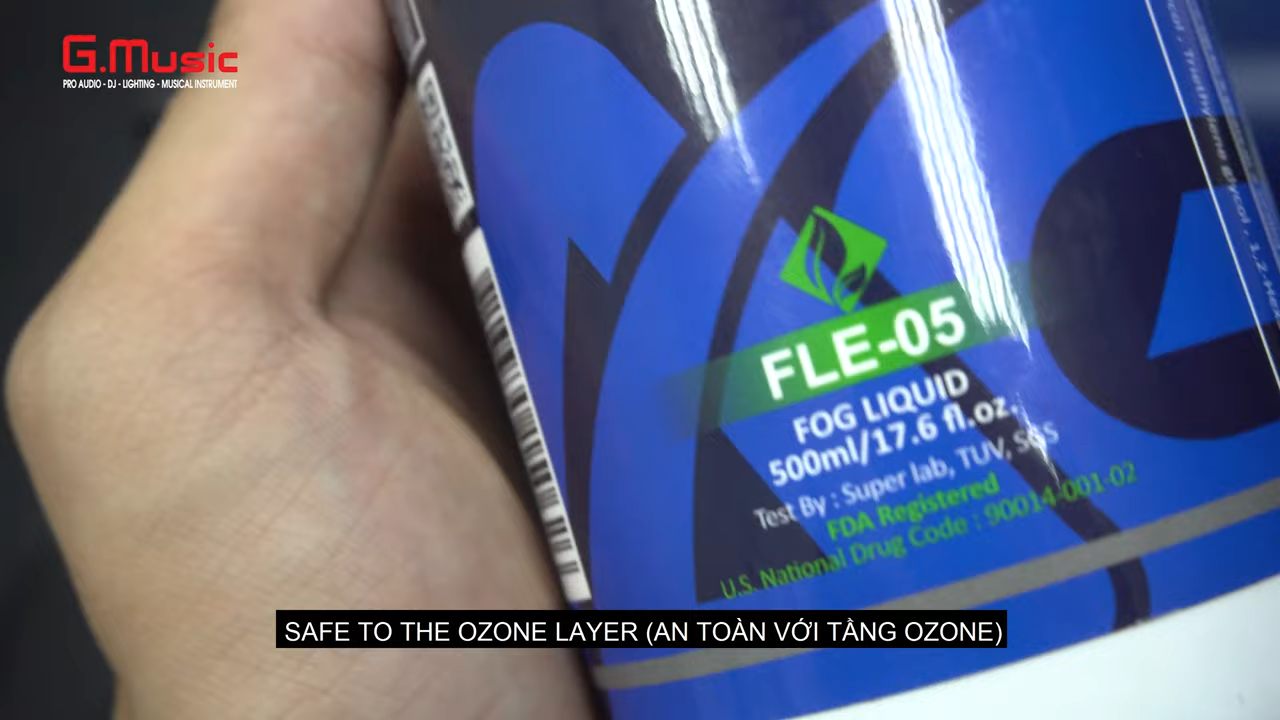 G.Music
PRO AUDIO - DJ - LIGHTING - MUSICAL INSTRUMENT
FLE-05
FOG LIQUID
500ml/17.6 fl.oz.
Test By : Super lab, TUV, SGS
FDA Registered
U.S. National Drug Code : 90014-001-02
SAFE TO THE OZONE LAYER (AN TOÀN VỚI TẦNG OZONE)